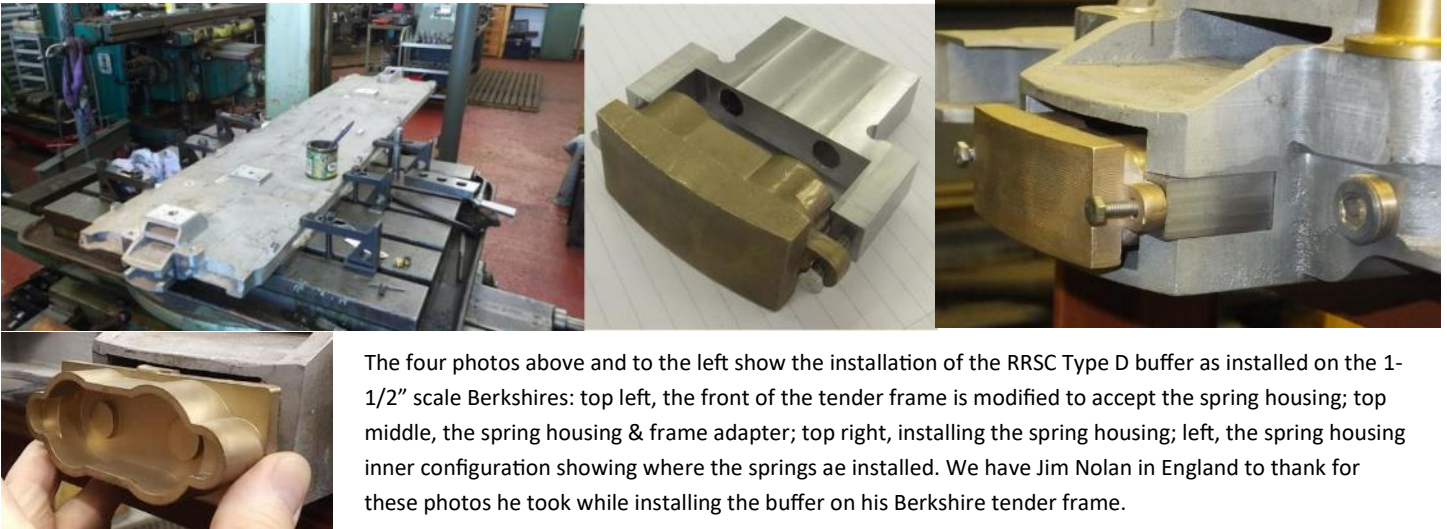 The four photos above and to the left show the installation of the RRSC Type D buffer as installed on the 1-
1/2” scale Berkshires: top left, the front of the tender frame is modified to accept the spring housing; top
middle, the spring housing & frame adapter; top right, installing the spring housing; left, the spring housing
inner configuration showing where the springs ae installed. We have Jim Nolan in England to thank for
these photos he took while installing the buffer on his Berkshire tender frame.